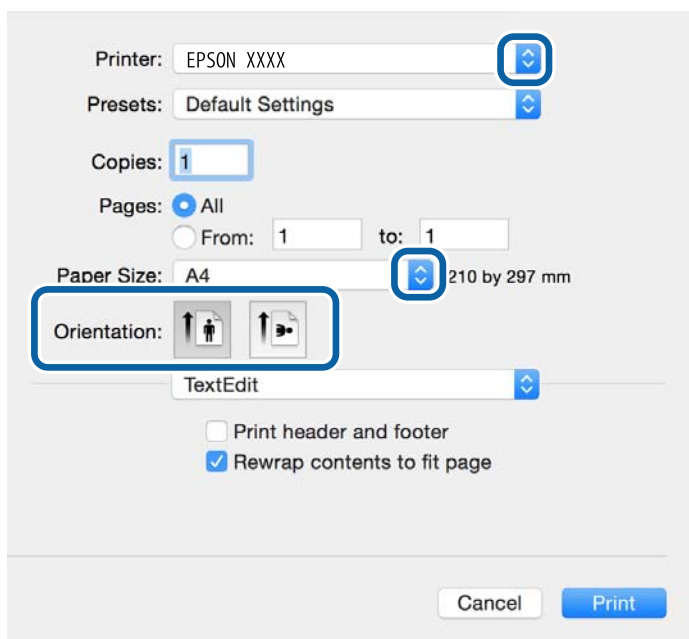 Printer: EPSON XXXX
Presets: Default Settings
Copies: 1
Pages: All
From: 1 to: 1
Paper Size: A4 210 by 297 mm
Orientation:
TextEdit
Print header and footer
Rewrap contents to fit page
Cancel Print